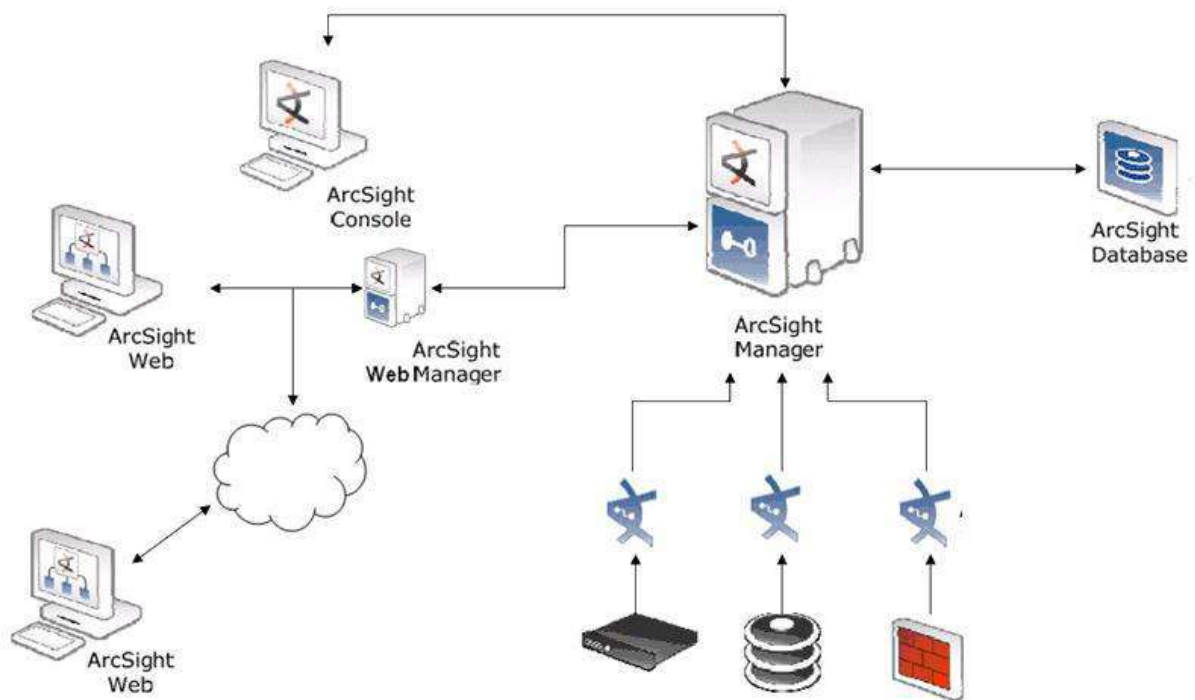 ArcSight
Console
ArcSight
Database
ArcSight
Web
ArcSight
Web Manager
ArcSight
Manager
ArcSight
Web